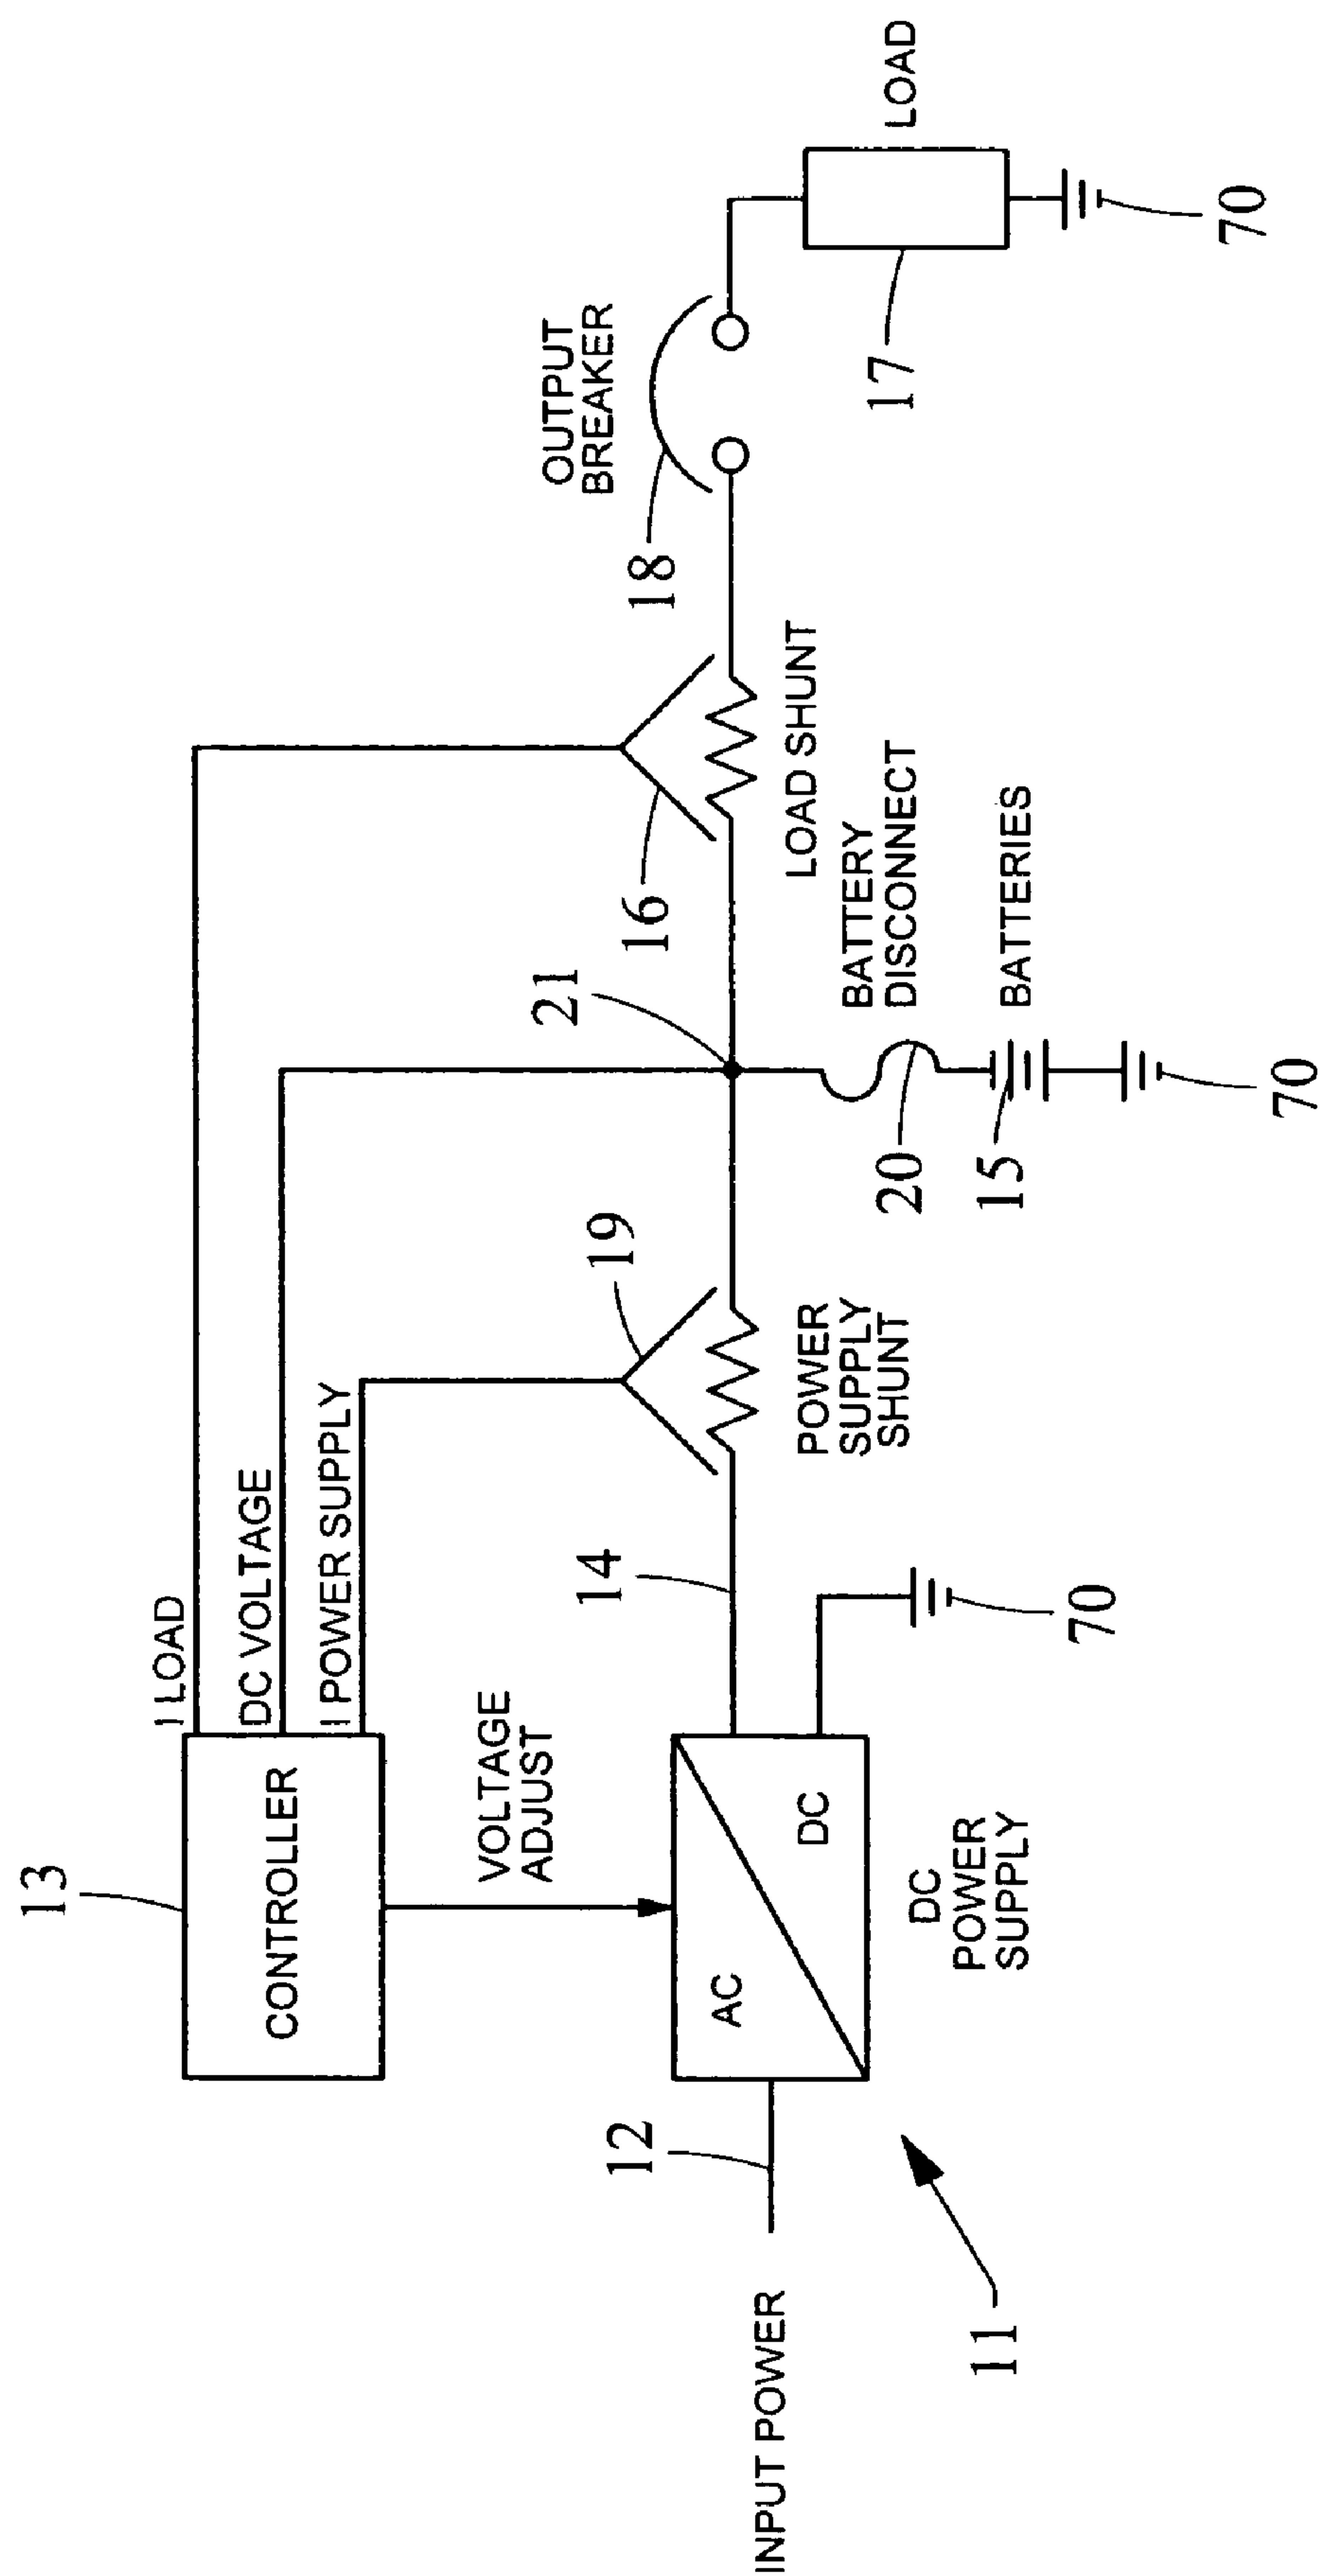 13
CONTROLLER
I LOAD
DC VOLTAGE
I POWER SUPPLY
VOLTAGE
ADJUST
INPUT POWER
12
AC
DC
DC
POWER
SUPPLY
11
14
70
19
POWER
SUPPLY
SHUNT
21
20
15
BATTERY
DISCONNECT
BATTERIES
70
16
LOAD SHUNT
OUTPUT
BREAKER
18
17
LOAD
70